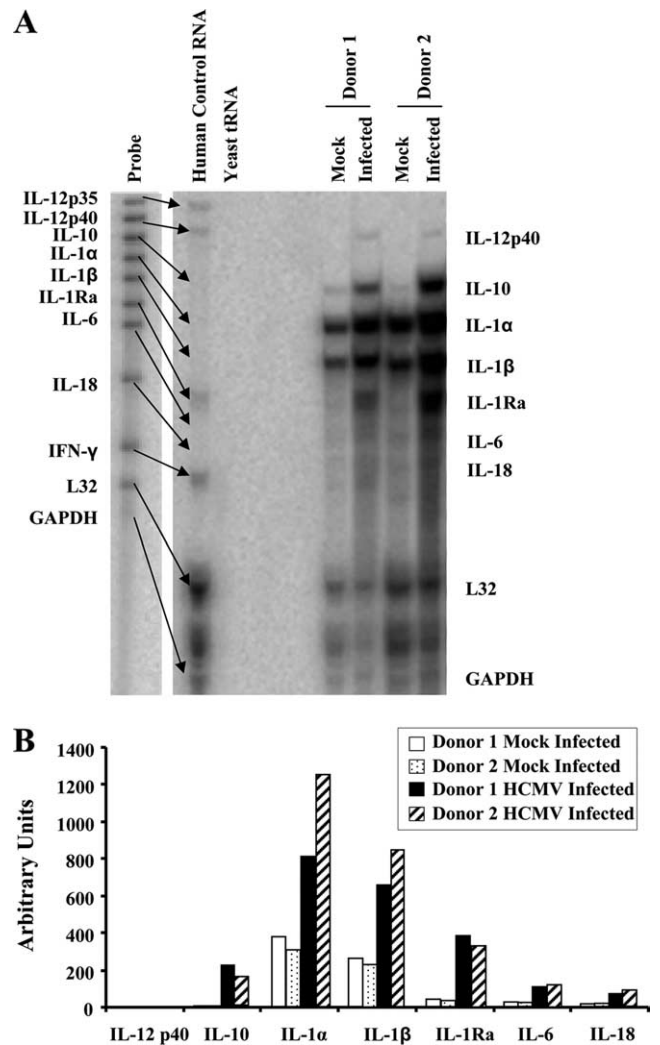 A
Probe
Human Control RNA
Yeast tRNA
Donor 1
Donor 2
Mock
Infected
Mock
Infected
IL-12p35
IL-12p40
IL-10
IL-1α
IL-1β
IL-1Ra
IL-6
IL-18
IFN-γ
L32
GAPDH
IL-12p40
IL-10
IL-1α
IL-1β
IL-1Ra
IL-6
IL-18
L32
GAPDH
B
Arbitrary Units
1400
1200
1000
800
600
400
200
0
Donor 1 Mock Infected
Donor 2 Mock Infected
Donor 1 HCMV Infected
Donor 2 HCMV Infected
IL-12 p40 IL-10 IL-1α IL-1β IL-1Ra IL-6 IL-18